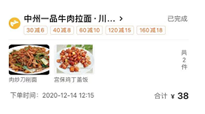 中州一品牛肉拉面·川... >
已完成
30减6 40减8 60减10 120减15 160减18
共2件
肉炒刀削面 宫保鸡丁盖饭
下单时间：2020-12-14 12:15
合计 ¥ 38